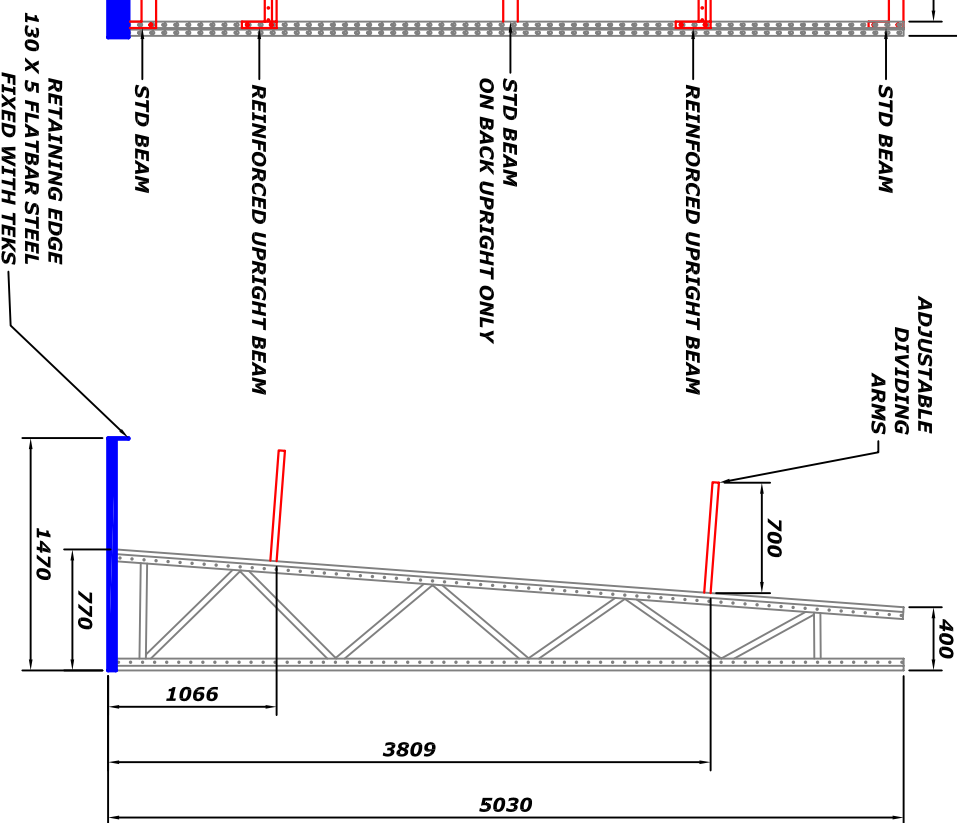 RETAINING EDGE
130 X 5 FLATBAR STEEL
FIXED WITH TEKS
STD BEAM
REINFORCED UPRIGHT BEAM
STD BEAM
ON BACK UPRIGHT ONLY
REINFORCED UPRIGHT BEAM
STD BEAM
ADJUSTABLE
DIVIDING
ARMS
1470
770
700
400
1066
3809
5030